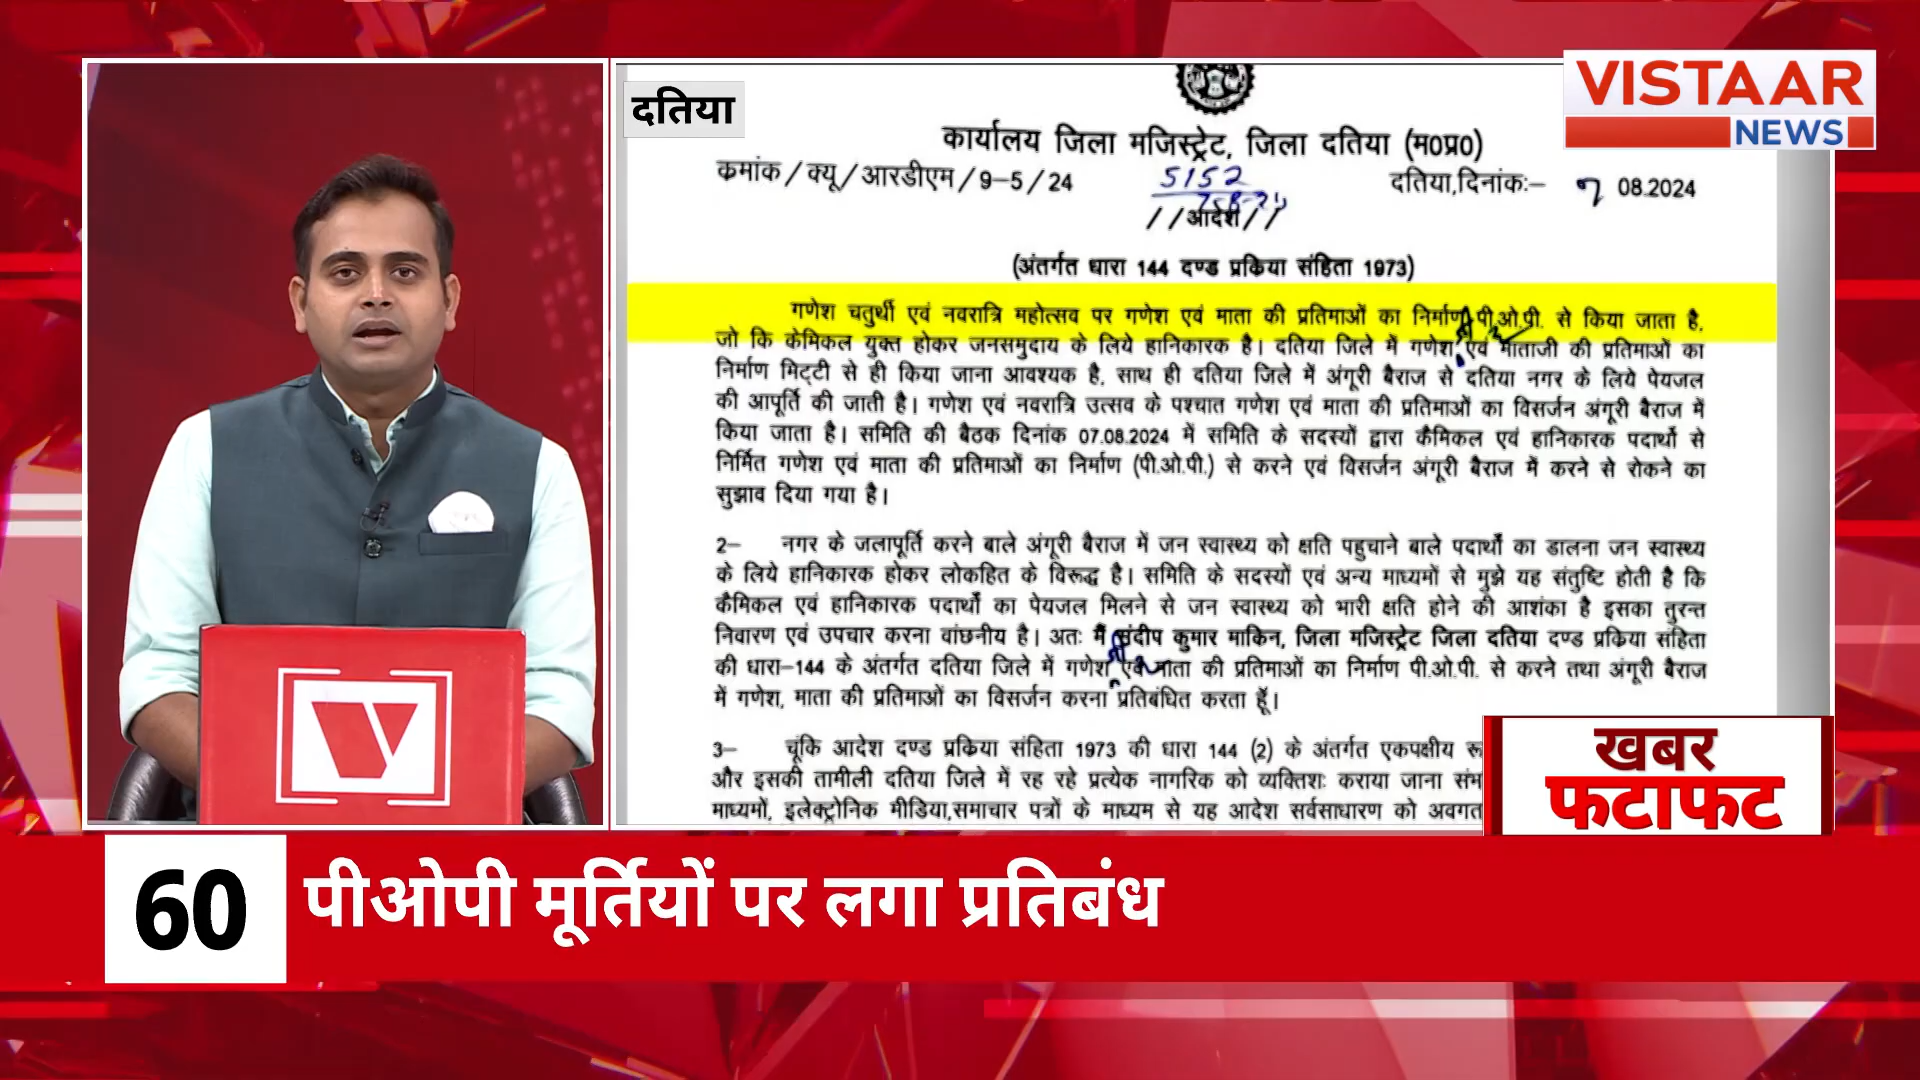 दतिया
VISTAAR
NEWS
कार्यालय जिला मजिस्ट्रेट, जिला दतिया (म0प्र0)
कमांक/क्यू/आरडीएम/9-5/24
5152
दतिया,दिनांकः- 7 08.2024
//आदेश//
(अंतर्गत धारा 144 दण्ड प्रकिया संहिता 1973)
गणेश चतुर्थी एवं नवरात्रि महोत्सव पर गणेश एवं माता की प्रतिमाओं का निर्माण पी.ओ.पी. से किया जाता है,
जो कि केमिकल युक्त होकर जनसमुदाय के लिये हानिकारक है। दतिया जिले में गणेश एवं माताजी की प्रतिमाओं का
निर्माण मिट्टी से ही किया जाना आवश्यक है, साथ ही दतिया जिले में अंगूरी बैराज से दतिया नगर के लिये पेयजल
की आपूर्ति की जाती है। गणेश एवं नवरात्रि उत्सव के पश्चात गणेश एवं माता की प्रतिमाओं का विसर्जन अंगूरी बैराज में
किया जाता है। समिति की बैठक दिनांक 07.08.2024 में समिति के सदस्यों द्वारा कैमिकल एवं हानिकारक पदार्थो से
निर्मित गणेश एवं माता की प्रतिमाओं का निर्माण (पी.ओ.पी.) से करने एवं विसर्जन अंगूरी बैराज में करने से रोकने का
सुझाव दिया गया है।
2- नगर के जलापूर्ति करने बाले अंगूरी बैराज में जन स्वास्थ्य को क्षति पहुचाने बाले पदार्थो का डालना जन स्वास्थ्य
के लिये हानिकारक होकर लोकहित के विरूद्ध है। समिति के सदस्यों एवं अन्य माध्यमों से मुझे यह संतुष्टि होती है कि
कैमिकल एवं हानिकारक पदार्थो का पेयजल मिलने से जन स्वास्थ्य को भारी क्षति होने की आशंका है इसका तुरन्त
निवारण एवं उपचार करना वांछनीय है। अतः मैं संदीप कुमार माकिन, जिला मजिस्ट्रेट जिला दतिया दण्ड प्रकिया संहिता
की धारा-144 के अंतर्गत दतिया जिले में गणेश एवं माता की प्रतिमाओं का निर्माण पी.ओ.पी. से करने तथा अंगूरी बैराज
में गणेश, माता की प्रतिमाओं का विसर्जन करना प्रतिबंधित करता हूँ।
3- चूंकि आदेश दण्ड प्रकिया संहिता 1973 की धारा 144 (2) के अंतर्गत एकपक्षीय
और इसकी तामीली दतिया जिले में रह रहे प्रत्येक नागरिक को व्यक्तिशः कराया जाना
माध्यमों, इलेक्ट्रोनिक मीडिया,समाचार पत्रों के माध्यम से यह आदेश सर्वसाधारण को अवगत
खबर
फटाफट
60 पीओपी मूर्तियों पर लगा प्रतिबंध